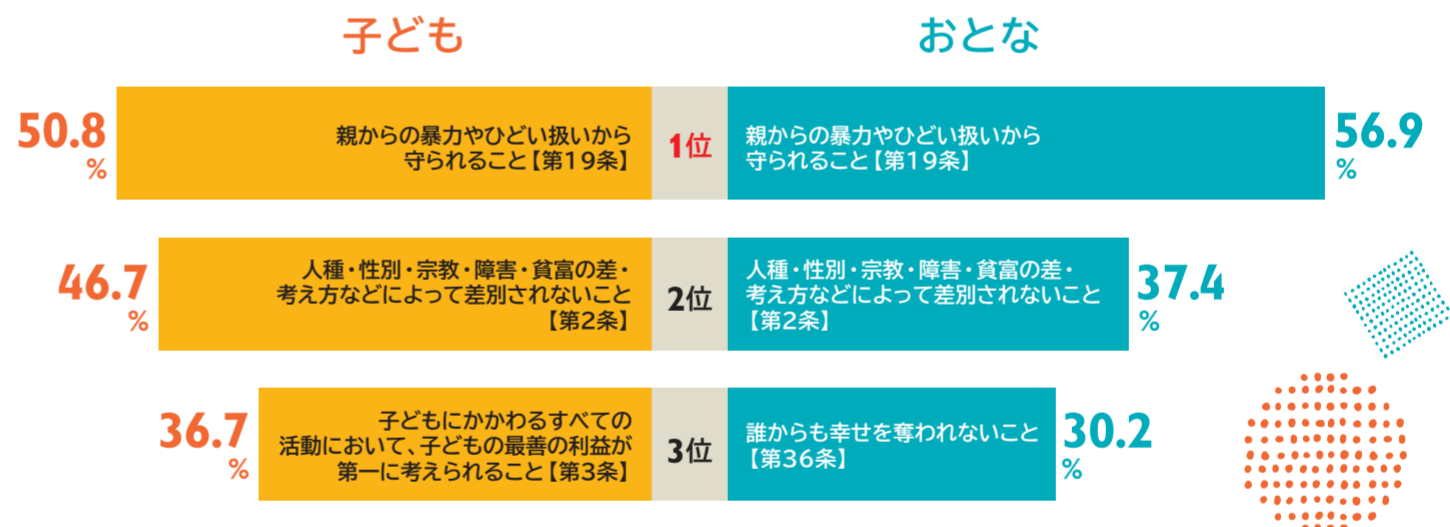 子ども
おとな
50.8
%
親からの暴力やひどい扱いから
守られること【第19条】
1位
親からの暴力やひどい扱いから
守られること【第19条】
56.9
%
46.7
%
人種・性別・宗教・障害・貧富の差・
考え方などによって差別されないこと
【第2条】
2位
人種・性別・宗教・障害・貧富の差・
考え方などによって差別されないこと
【第2条】
37.4
%
36.7
%
子どもにかかわるすべての
活動において、子どもの最善の利益が
第一に考えられること【第3条】
3位
誰からも幸せを奪われないこと
【第36条】
30.2
%